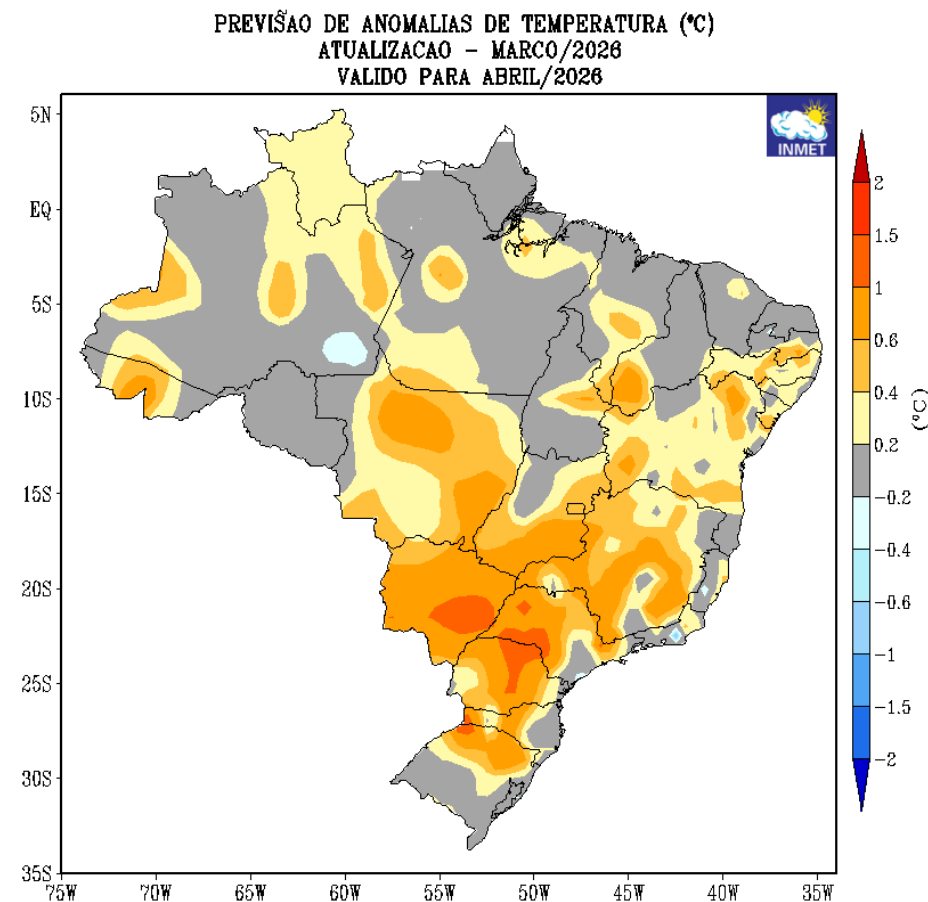 PREVISÃO DE ANOMALIAS DE TEMPERATURA (°C)
ATUALIZACAO - MARCO/2026
VALIDO PARA ABRIL/2026
INMET
5N
EQ
5S
10S
15S
20S
25S
30S
35S
75W 70W 65W 60W 55W 50W 45W 40W 35W
2
1.5
1
0.6
0.4
0.2
-0.2
-0.4
-0.6
-1
-1.5
-2
(°C)